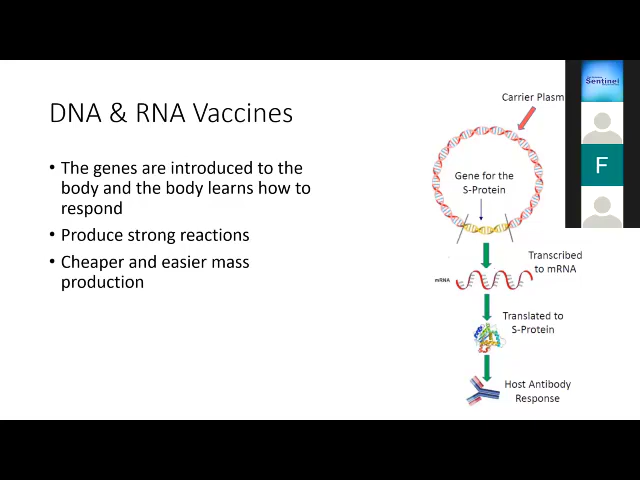 DNA & RNA Vaccines
• The genes are introduced to the
body and the body learns how to
respond
• Produce strong reactions
• Cheaper and easier mass
production
Carrier Plasm
Gene for the
S-Protein
Transcribed
to mRNA
mRNA
Translated to
S-Protein
Host Antibody
Response
Sentinel
F